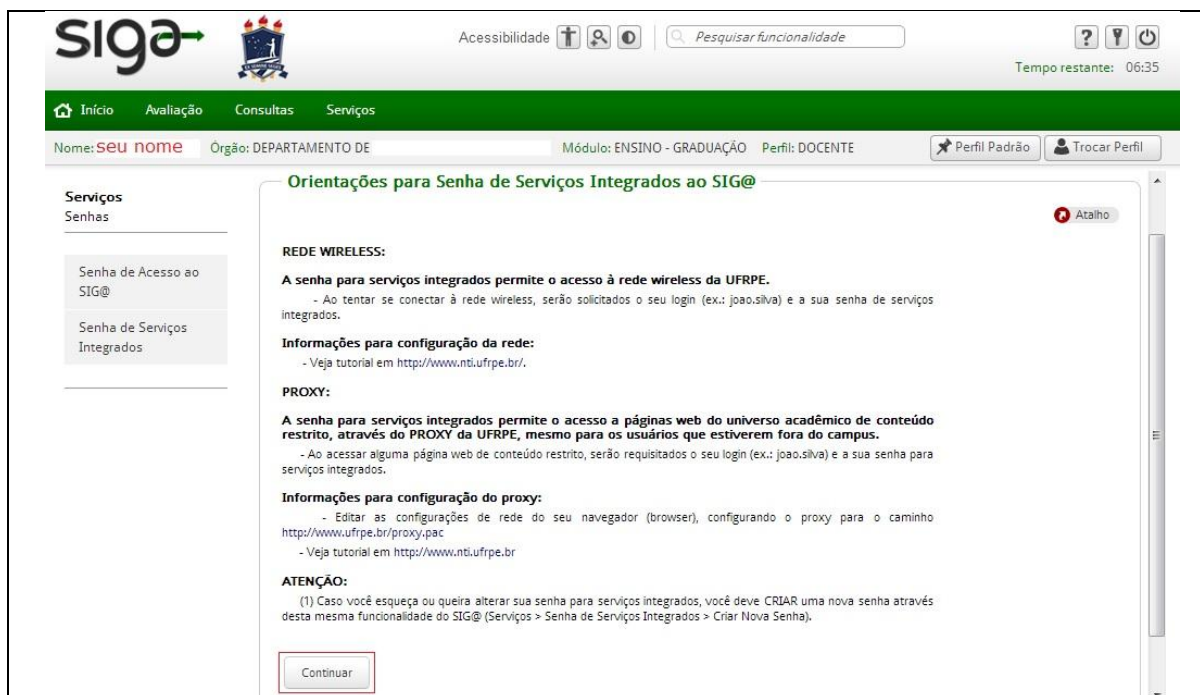 SIG@
EX SEMINE SEGES
Acessibilidade Pesquisar funcionalidade
Tempo restante: 06:35
Início Avaliação Consultas Serviços
Nome: seu nome Órgão: DEPARTAMENTO DE Módulo: ENSINO - GRADUAÇÃO Perfil: DOCENTE Perfil Padrão Trocar Perfil
Serviços
Senhas
Senha de Acesso ao
SIG@
Senha de Serviços
Integrados
Orientações para Senha de Serviços Integrados ao SIG@
Atalho
REDE WIRELESS:
A senha para serviços integrados permite o acesso à rede wireless da UFRPE.
- Ao tentar se conectar à rede wireless, serão solicitados o seu login (ex.: joao.silva) e a sua senha de serviços
integrados.
Informações para configuração da rede:
- Veja tutorial em http://www.nti.ufrpe.br/.
PROXY:
A senha para serviços integrados permite o acesso a páginas web do universo acadêmico de conteúdo
restrito, através do PROXY da UFRPE, mesmo para os usuários que estiverem fora do campus.
- Ao acessar alguma página web de conteúdo restrito, serão requisitados o seu login (ex.: joao.silva) e a sua senha para
serviços integrados.
Informações para configuração do proxy:
- Editar as configurações de rede do seu navegador (browser), configurando o proxy para o caminho
http://www.ufrpe.br/proxy.pac
- Veja tutorial em http://www.nti.ufrpe.br
ATENÇÃO:
(1) Caso você esqueça ou queira alterar sua senha para serviços integrados, você deve CRIAR uma nova senha através
desta mesma funcionalidade do SIG@ (Serviços > Senha de Serviços Integrados > Criar Nova Senha).
Continuar